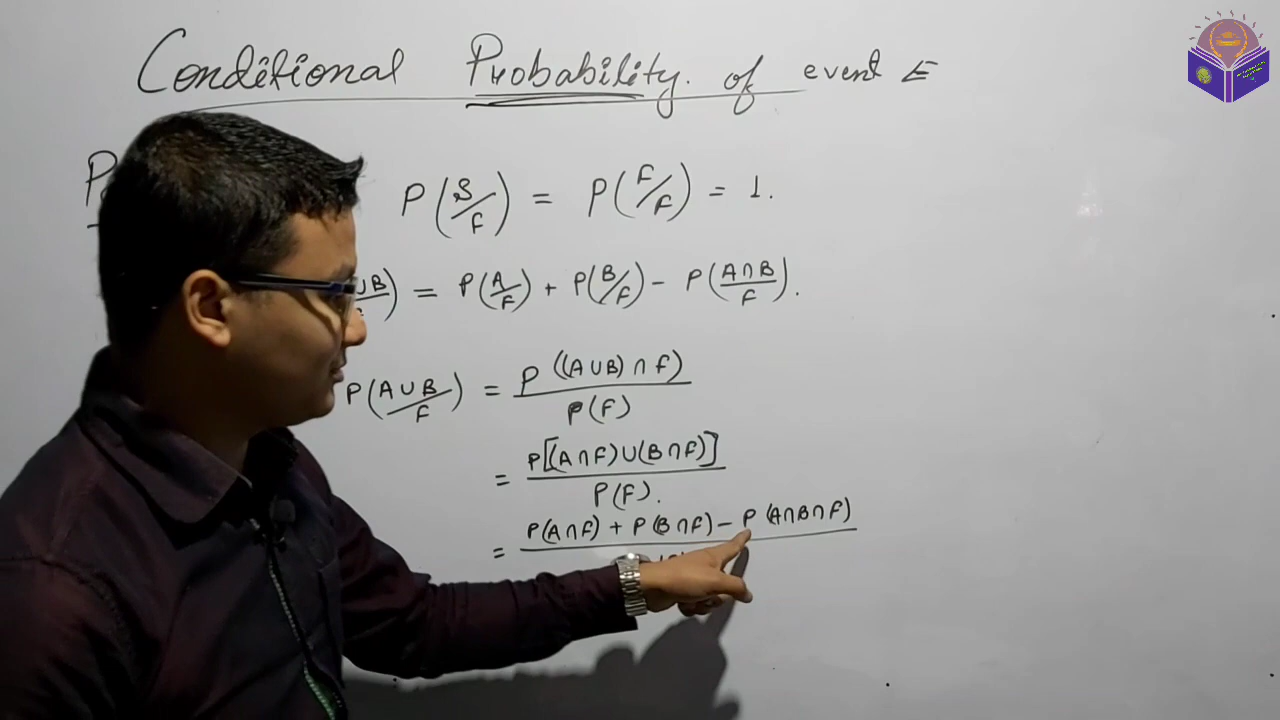 Conditional Probability. of event E
P(S/F) = P(F/F) = 1.
∪B) = P(A/F) + P(B/F) - P(A∩B/F).
P(A∪B/F) = P((A∪B)∩F)/P(F)
= P[(A∩F)∪(B∩F)]/P(F).
= P(A∩F) + P(B∩F) - P(A∩B∩F)